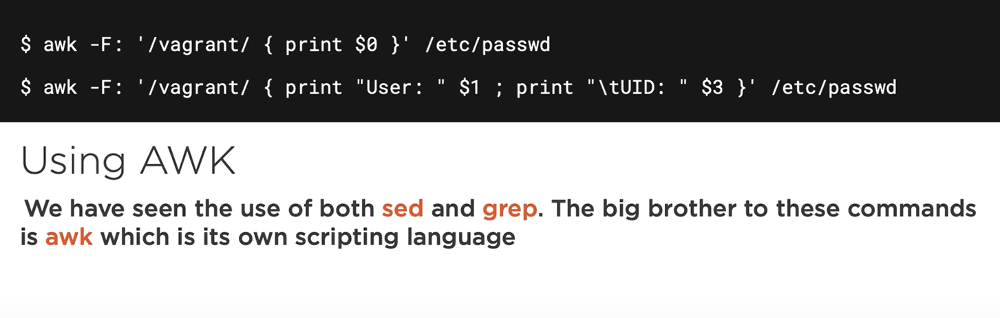 $ awk -F: '/vagrant/ { print $0 }' /etc/passwd
$ awk -F: '/vagrant/ { print "User: " $1 ; print "\tUID: " $3 }' /etc/passwd
Using AWK
We have seen the use of both sed and grep. The big brother to these commands
is awk which is its own scripting language